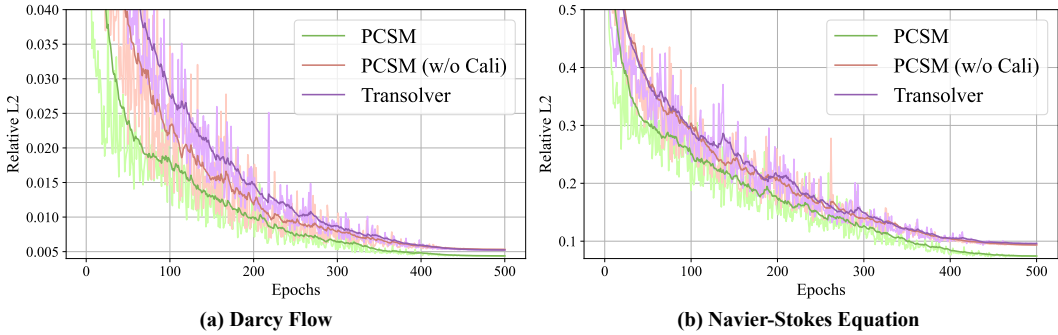 0.040
0.035
0.030
0.025
0.020
0.015
0.010
0.005
Relative L2
PCSM
PCSM (w/o Cali)
Transolver
0
100
200
300
400
500
Epochs
(a) Darcy Flow
0.5
0.4
0.3
0.2
0.1
Relative L2
PCSM
PCSM (w/o Cali)
Transolver
0
100
200
300
400
500
Epochs
(b) Navier-Stokes Equation